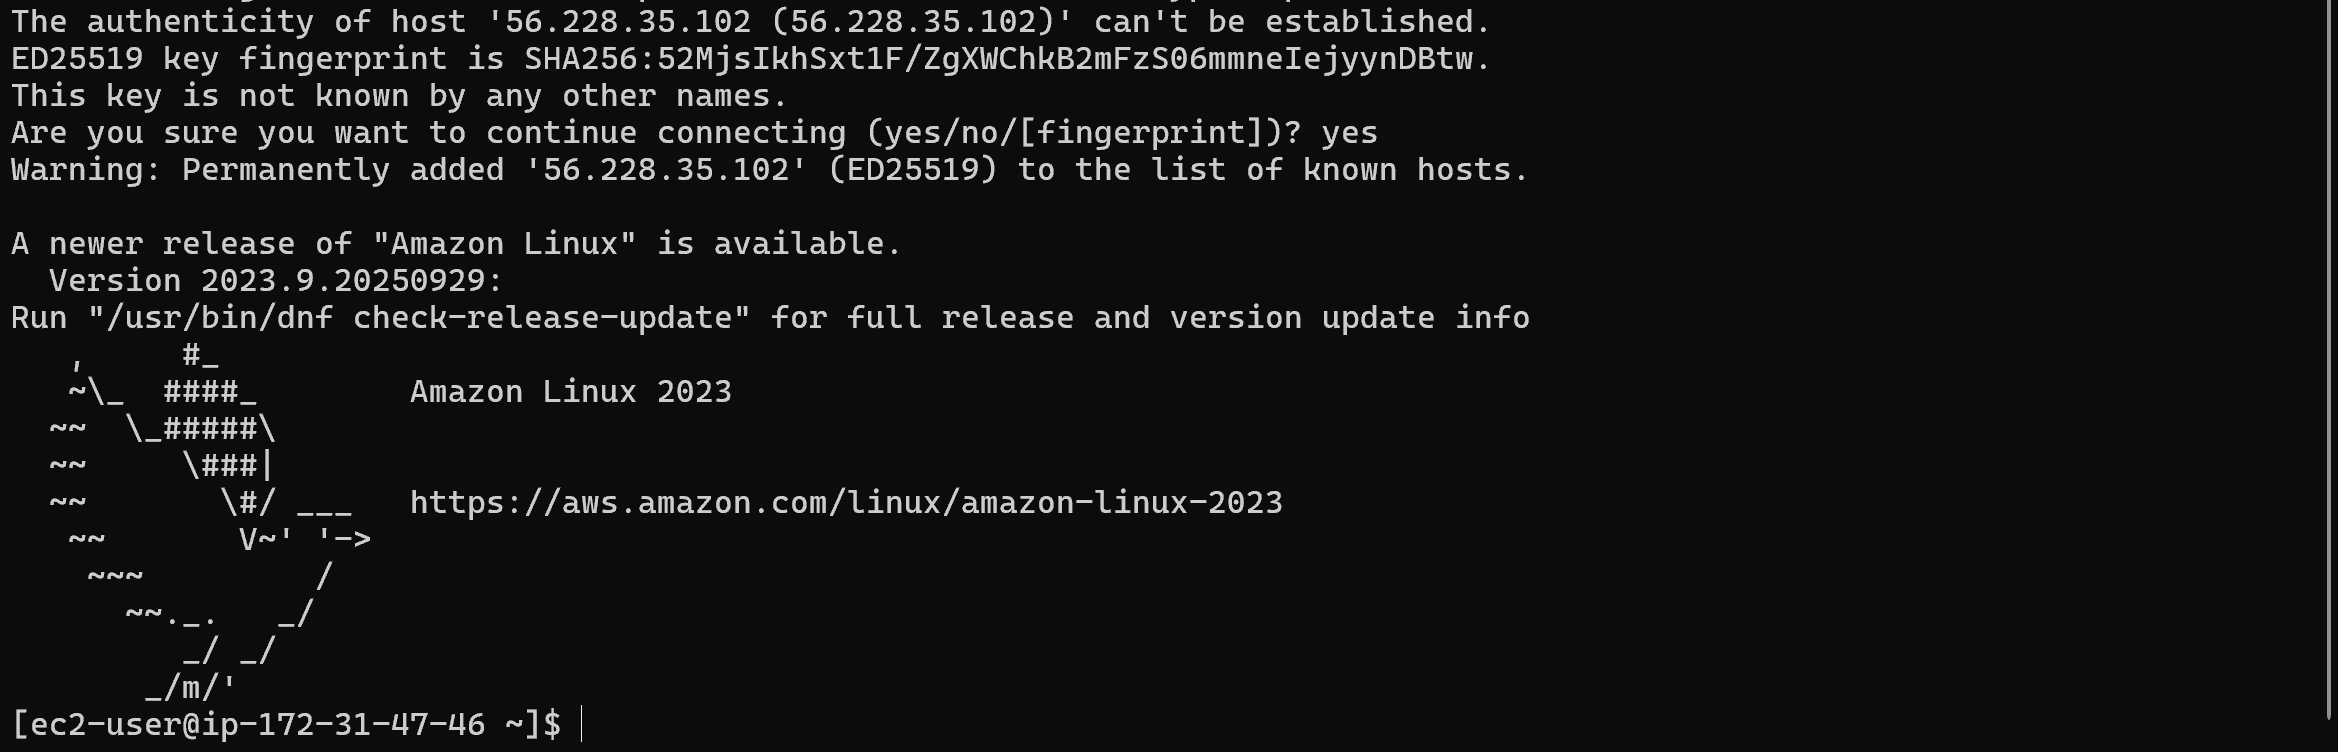 The authenticity of host '56.228.35.102 (56.228.35.102)' can't be established.
ED25519 key fingerprint is SHA256:52MjsIkhSxt1F/ZgXWChkB2mFzS06mmneIejyynDBtw.
This key is not known by any other names.
Are you sure you want to continue connecting (yes/no/[fingerprint])? yes
Warning: Permanently added '56.228.35.102' (ED25519) to the list of known hosts.

A newer release of "Amazon Linux" is available.
  Version 2023.9.20250929:
Run "/usr/bin/dnf check-release-update" for full release and version update info
   ,     #_
   ~\_  ####_        Amazon Linux 2023
  ~~  \_#####\
  ~~     \###|
  ~~       \#/ ___   https://aws.amazon.com/linux/amazon-linux-2023
   ~~       V~' '->
    ~~~         /
      ~~._.   _/
         _/ _/
       _/m/'
[ec2-user@ip-172-31-47-46 ~]$